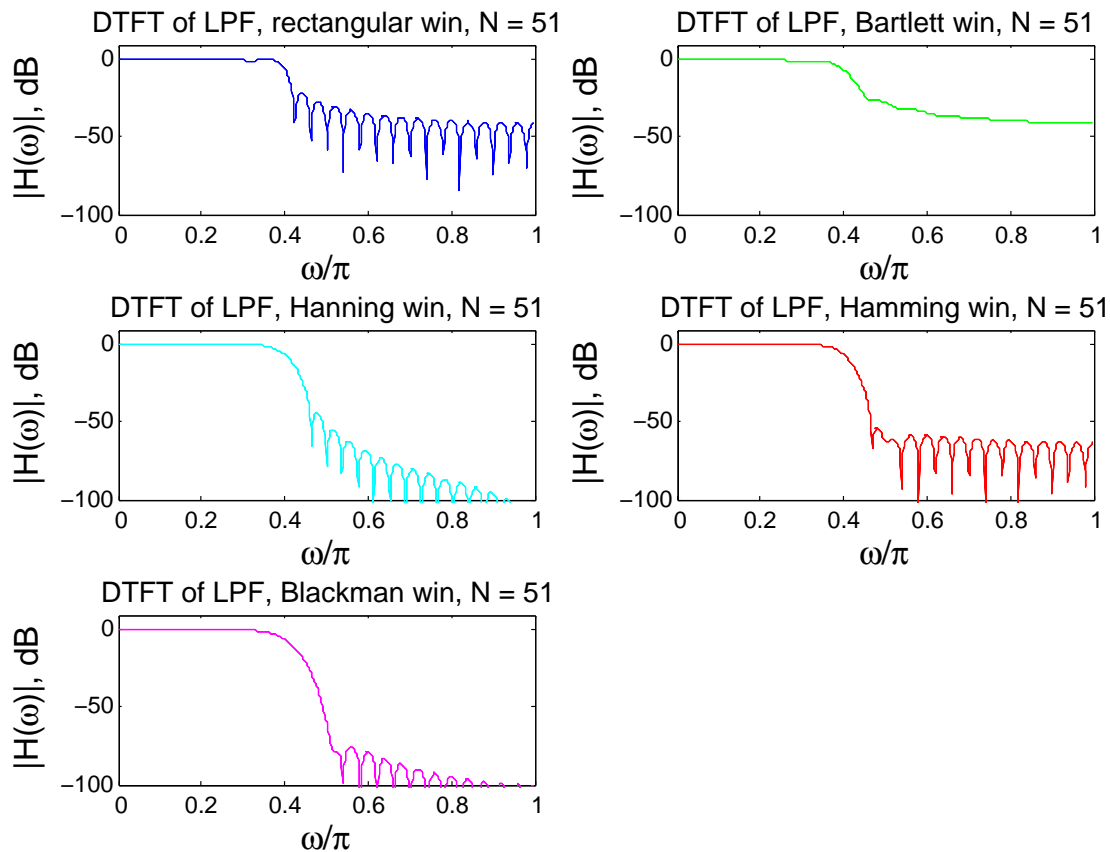 DTFT of LPF, rectangular win, N = 51
|H(ω)|, dB
0
−50
−100
0 0.2 0.4 0.6 0.8 1
ω/π
DTFT of LPF, Bartlett win, N = 51
|H(ω)|, dB
0
−50
−100
0 0.2 0.4 0.6 0.8 1
ω/π
DTFT of LPF, Hanning win, N = 51
|H(ω)|, dB
0
−50
−100
0 0.2 0.4 0.6 0.8 1
ω/π
DTFT of LPF, Hamming win, N = 51
|H(ω)|, dB
0
−50
−100
0 0.2 0.4 0.6 0.8 1
ω/π
DTFT of LPF, Blackman win, N = 51
|H(ω)|, dB
0
−50
−100
0 0.2 0.4 0.6 0.8 1
ω/π